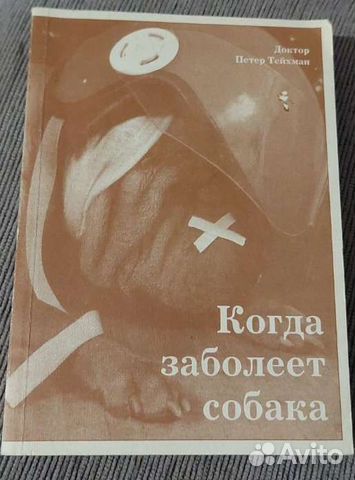 Доктор
Петер Тейхман
Когда
заболеет
собака
Avito